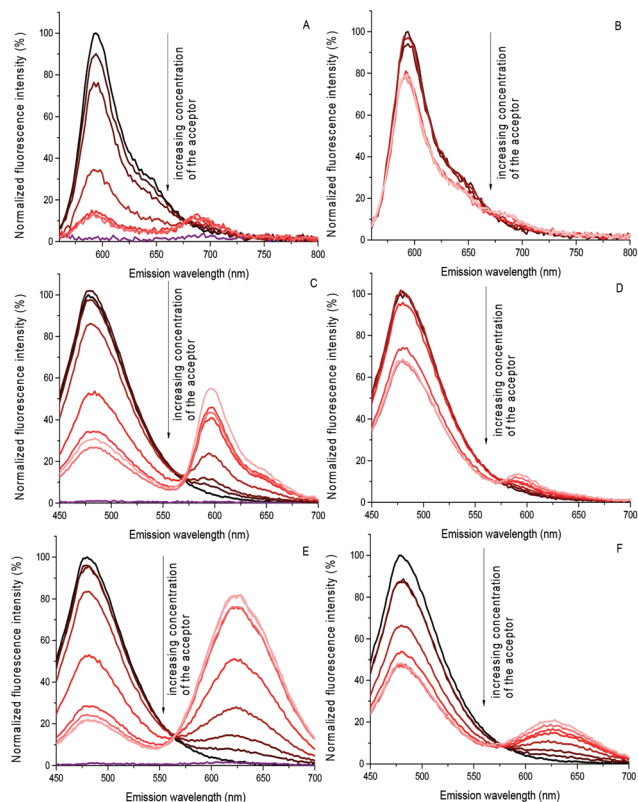 A
Normalized fluorescence intensity (%)
100
80
60
40
20
0
increasing concentration
of the acceptor
600
650
700
750
800
Emission wavelength (nm)
B
Normalized fluorescence intensity (%)
100
80
60
40
20
0
increasing concentration
of the acceptor
600
650
700
750
800
Emission wavelength (nm)
C
Normalized fluorescence intensity (%)
100
80
60
40
20
0
increasing concentration
of the acceptor
450
500
550
600
650
700
Emission wavelength (nm)
D
Normalized fluorescence intensity (%)
100
80
60
40
20
0
increasing concentration
of the acceptor
450
500
550
600
650
700
Emission wavelength (nm)
E
Normalized fluorescence intensity (%)
100
80
60
40
20
0
increasing concentration
of the acceptor
450
500
550
600
650
700
Emission wavelength (nm)
F
Normalized fluorescence intensity (%)
100
80
60
40
20
0
increasing concentration
of the acceptor
450
500
550
600
650
700
Emission wavelength (nm)